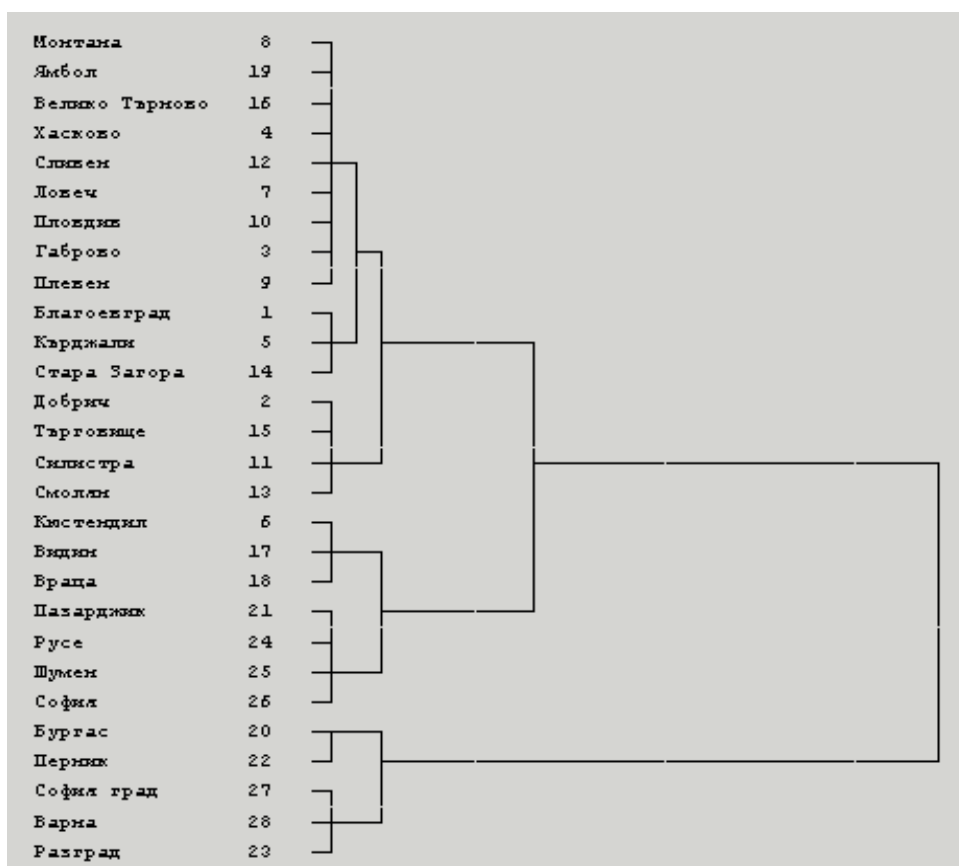 Монтана 8
Ямбол 19
Велико Търново 16
Хасково 4
Сливен 12
Ловеч 7
Пловдив 10
Габрово 3
Плевен 9
Благоевград 1
Кърджали 5
Стара Загора 14
Добрич 2
Търговище 15
Силистра 11
Смолян 13
Кюстендил 6
Видин 17
Враца 18
Пазарджик 21
Русе 24
Шумен 25
София 26
Бургас 20
Перник 22
София град 27
Варна 28
Разград 23